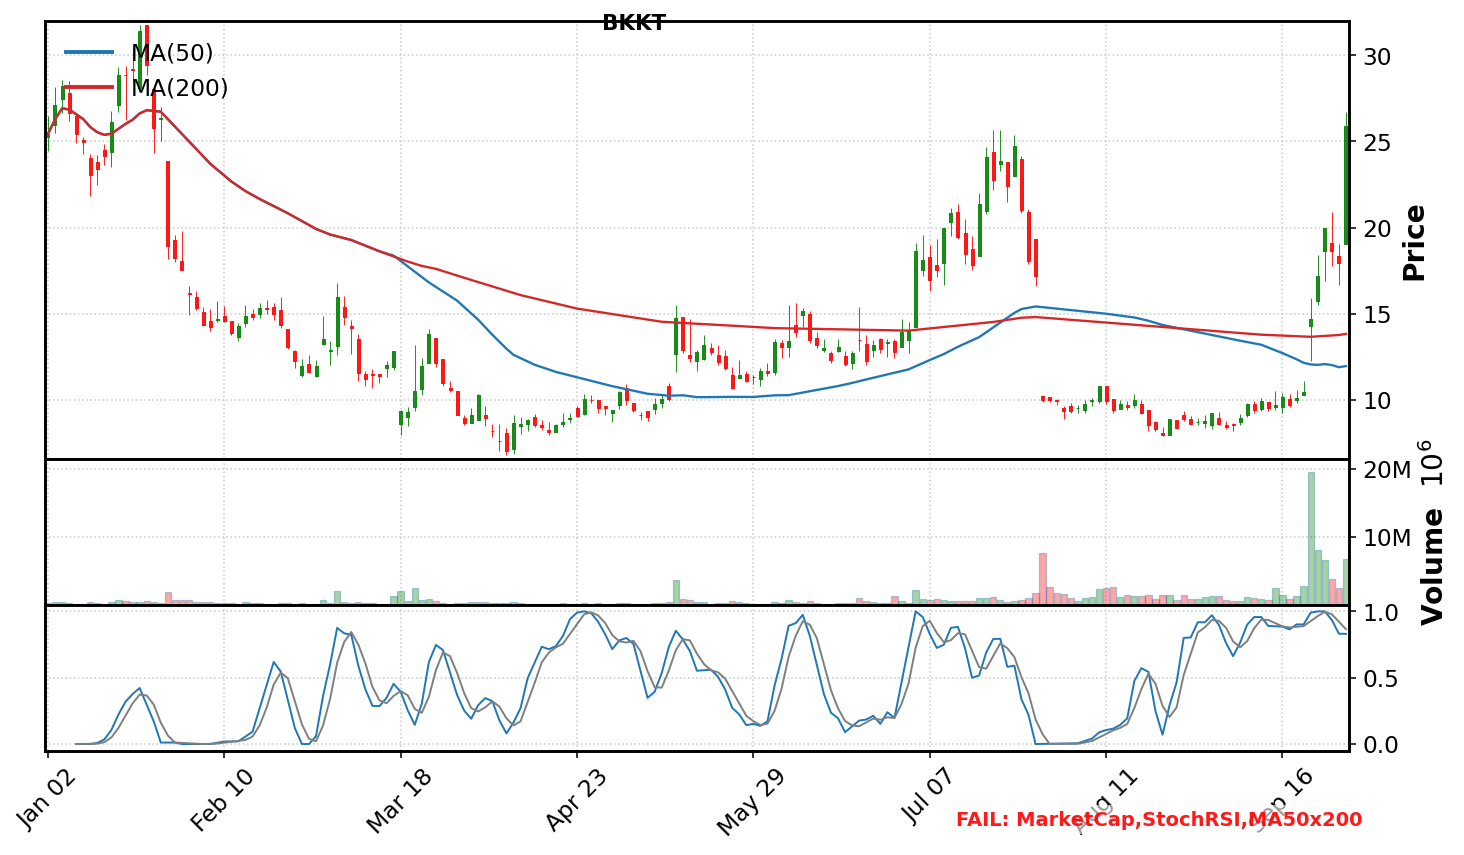 BKKT
MA(50)
MA(200)
30
25
20
15
10
Price
20M
10M
Volume 10^6
1.0
0.5
0.0
Jan 02
Feb 10
Mar 18
Apr 23
May 29
Jul 07
Aug 11
Sep 16
FAIL: MarketCap,StochRSI,MA50x200